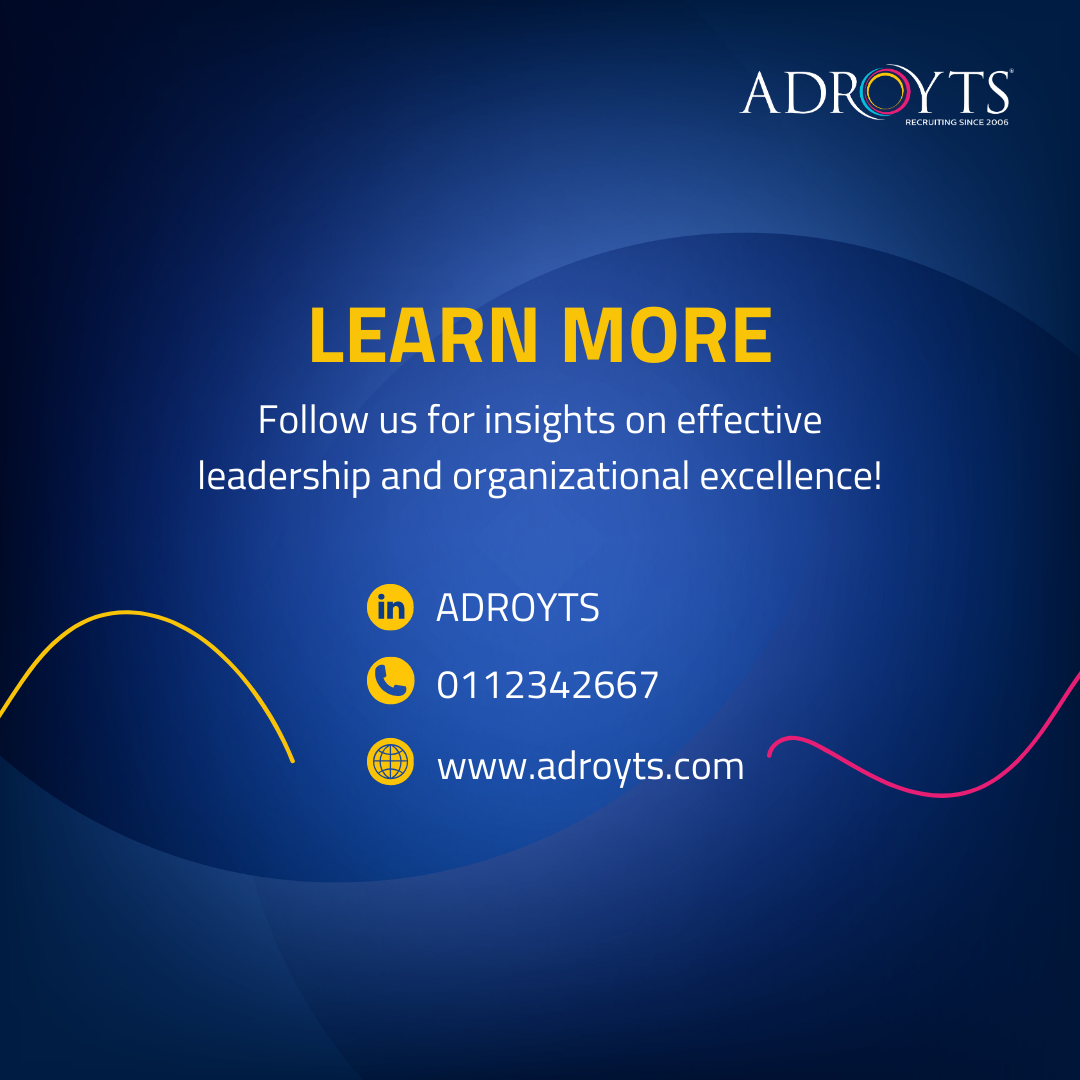 ADROYTS®
RECRUITING SINCE 2006
LEARN MORE
Follow us for insights on effective
leadership and organizational excellence!
in ADROYTS
0112342667
www.adroyts.com